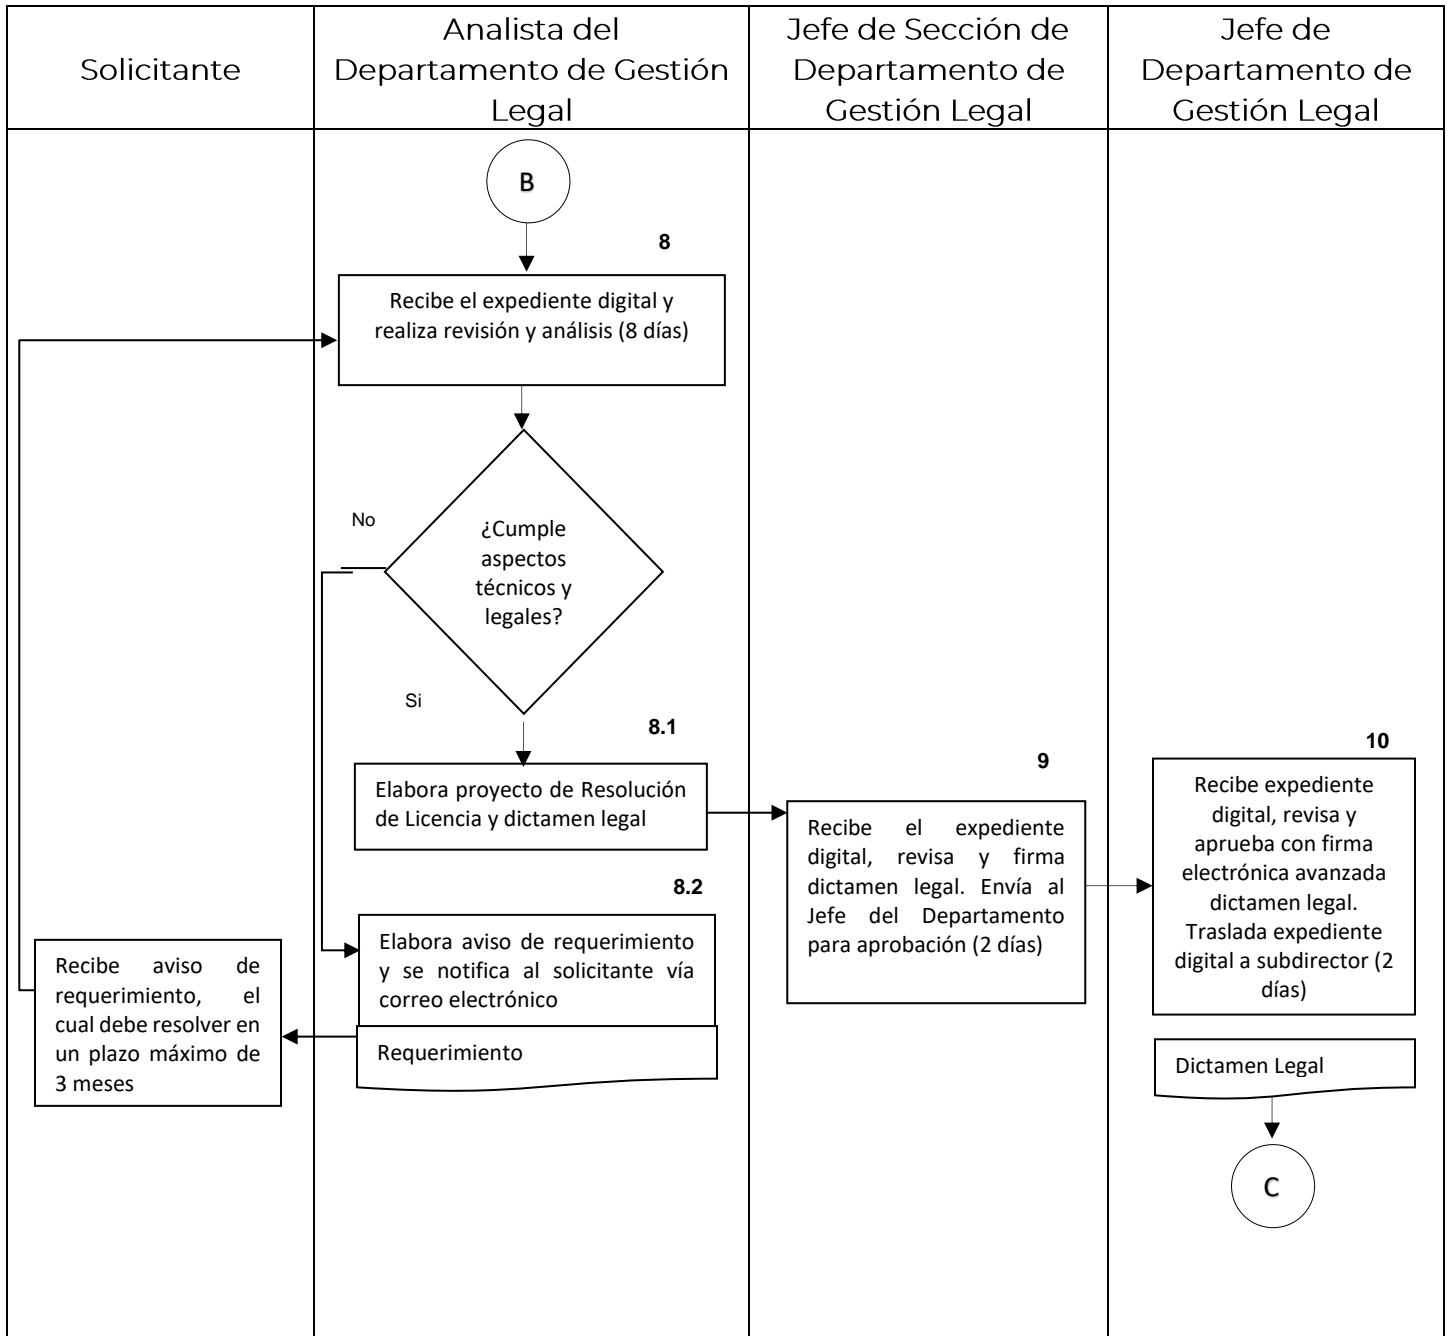 Solicitante
Analista del
Departamento de Gestión
Legal
Jefe de Sección de
Departamento de
Gestión Legal
Jefe de
Departamento de
Gestión Legal
B
8
Recibe el expediente digital y
realiza revisión y análisis (8 días)
No
¿Cumple
aspectos
técnicos y
legales?
Si
8.1
Elabora proyecto de Resolución
de Licencia y dictamen legal
8.2
Elabora aviso de requerimiento
y se notifica al solicitante vía
correo electrónico
Requerimiento
Recibe aviso de
requerimiento, el
cual debe resolver en
un plazo máximo de
3 meses
9
Recibe el expediente
digital, revisa y firma
dictamen legal. Envía al
Jefe del Departamento
para aprobación (2 días)
10
Recibe expediente
digital, revisa y
aprueba con firma
electrónica avanzada
dictamen legal.
Traslada expediente
digital a subdirector (2
días)
Dictamen Legal
C